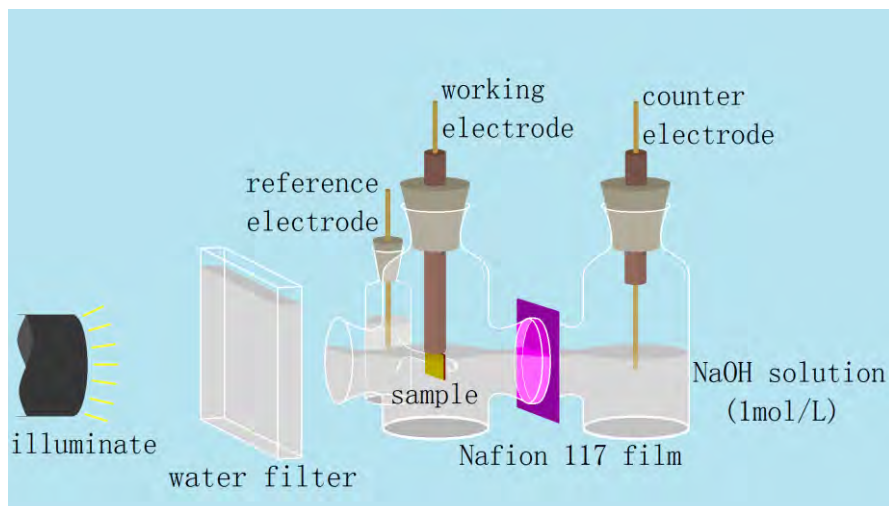 working
electrode
counter
electrode
reference
electrode
sample
NaOH solution
(1mol/L)
illuminate
Nafion 117 film
water filter